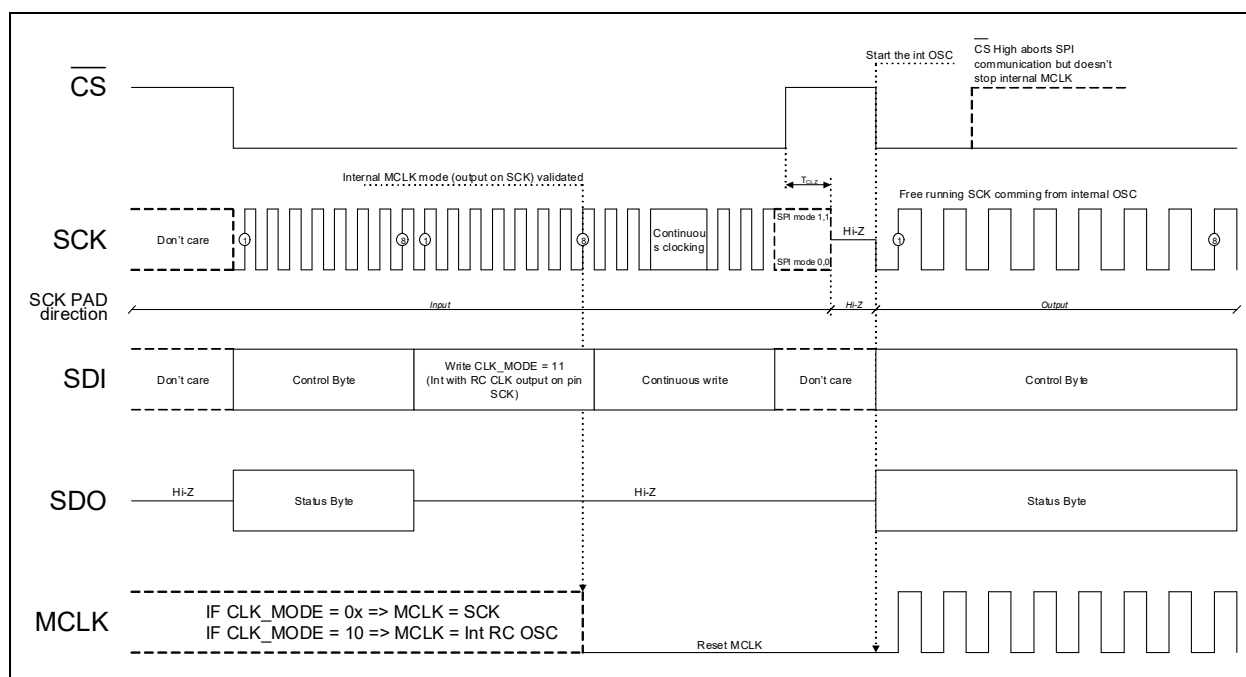 Start the int OSC
CS High aborts SPI
communication but doesn't
stop internal MCLK
CS
Internal MCLK mode (output on SCK) validated
TCLZ
Free running SCK comming from internal OSC
SCK
Don't care
1
8
1
8
Continuou
s clocking
SPI mode 1,1
SPI mode 0,0
Hi-Z
1
8
SCK PAD
direction
Input
Hi-Z
Output
SDI
Don't care
Control Byte
Write CLK_MODE = 11
(Int with RC CLK output on pin
SCK)
Continuous write
Don't care
Control Byte
SDO
Hi-Z
Status Byte
Hi-Z
Status Byte
MCLK
IF CLK_MODE = 0x => MCLK = SCK
IF CLK_MODE = 10 => MCLK = Int RC OSC
Reset MCLK